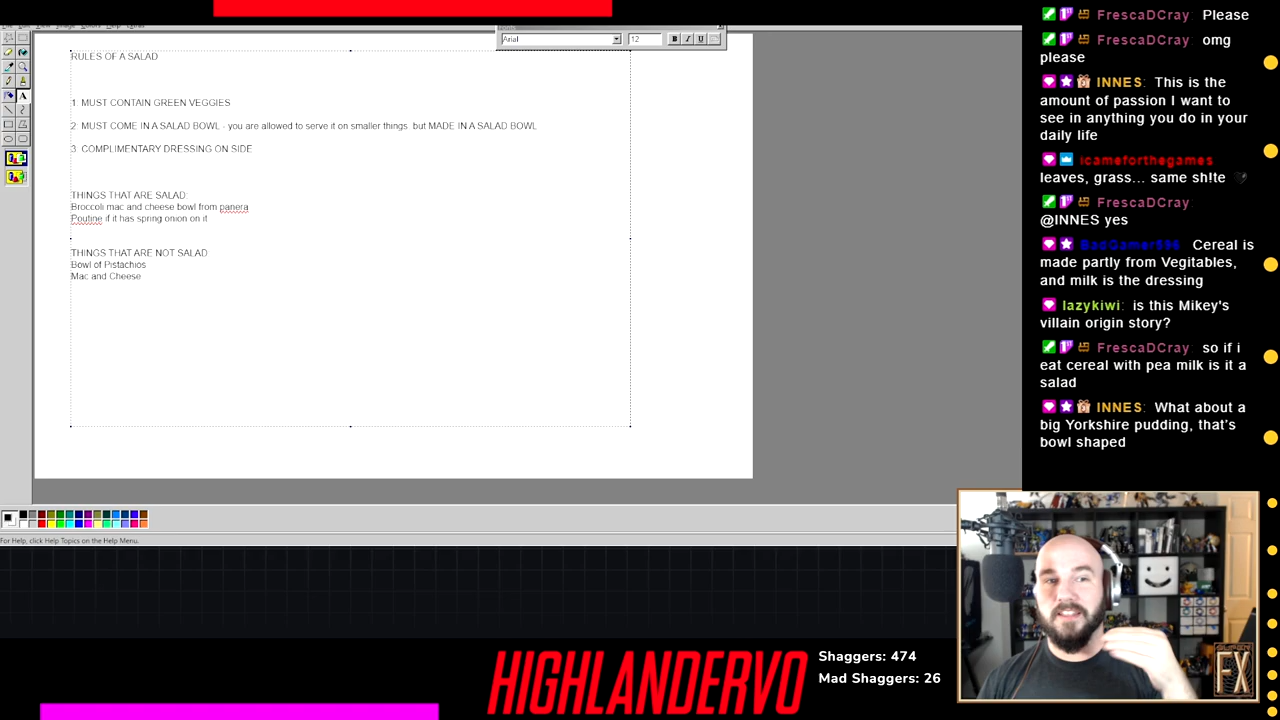 Arial
12
B I U
RULES OF A SALAD
1. MUST CONTAIN GREEN VEGGIES
2. MUST COME IN A SALAD BOWL - you are allowed to serve it on smaller things. but MADE IN A SALAD BOWL
3. COMPLIMENTARY DRESSING ON SIDE
THINGS THAT ARE SALAD:
Broccoli mac and cheese bowl from panera
Poutine if it has spring onion on it
THINGS THAT ARE NOT SALAD
Bowl of Pistachios
Mac and Cheese
For Help, click Help Topics on the Help Menu.
FrescaDCray: Please
FrescaDCray: omg
please
INNES: This is the
amount of passion I want to
see in anything you do in your
daily life
icameforthegames
leaves, grass... same sh!te
FrescaDCray:
@INNES yes
BadGamer596 Cereal is
made partly from Vegitables,
and milk is the dressing
lazykiwi: is this Mikey's
villain origin story?
FrescaDCray: so if i
eat cereal with pea milk is it a
salad
INNES: What about a
big Yorkshire pudding, that's
bowl shaped
HIGHLANDERVO
Shaggers: 474
Mad Shaggers: 26
FX